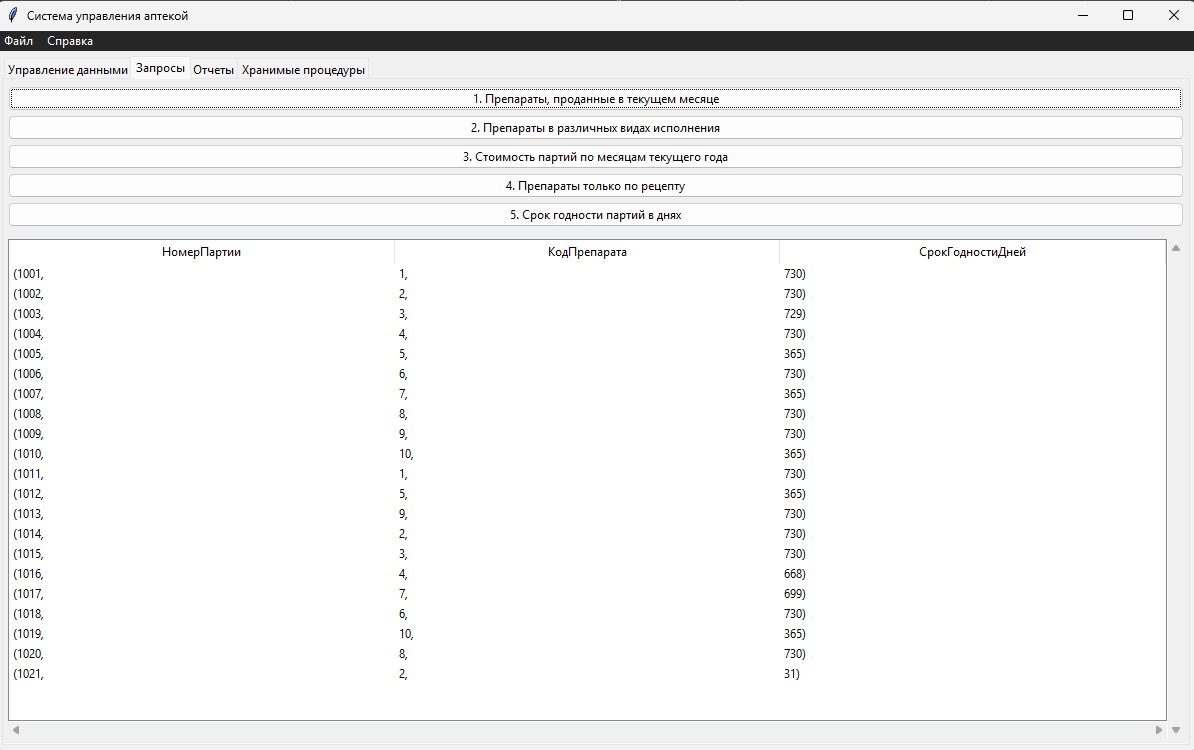 Система управления аптекой
Файл Справка
Управление данными Запросы Отчеты Хранимые процедуры
1. Препараты, проданные в текущем месяце
2. Препараты в различных видах исполнения
3. Стоимость партий по месяцам текущего года
4. Препараты только по рецепту
5. Срок годности партий в днях
НомерПартии КодПрепарата СрокГодностиДней
(1001, 1, 730)
(1002, 2, 730)
(1003, 3, 729)
(1004, 4, 730)
(1005, 5, 365)
(1006, 6, 730)
(1007, 7, 365)
(1008, 8, 730)
(1009, 9, 730)
(1010, 10, 365)
(1011, 1, 730)
(1012, 5, 365)
(1013, 9, 730)
(1014, 2, 730)
(1015, 3, 730)
(1016, 4, 668)
(1017, 7, 699)
(1018, 6, 730)
(1019, 10, 365)
(1020, 8, 730)
(1021, 2, 31)